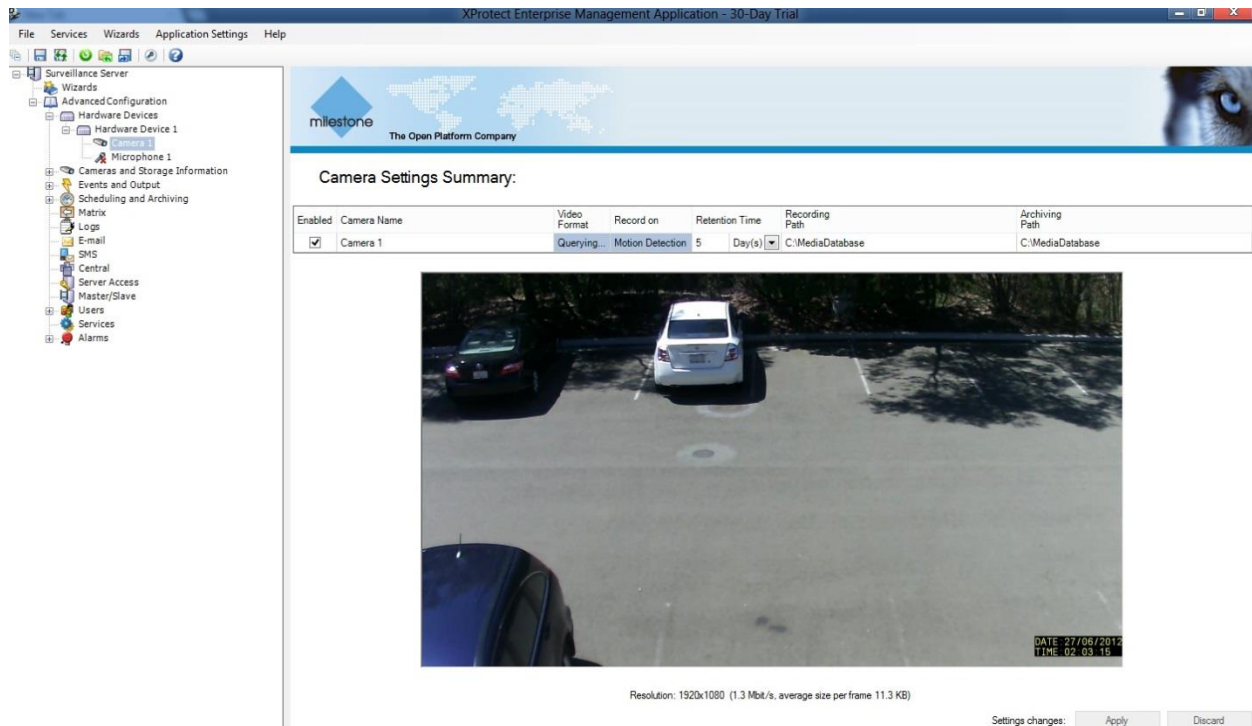 XProtect Enterprise Management Application - 30-Day Trial
File Services Wizards Application Settings Help
Surveillance Server
Wizards
Advanced Configuration
Hardware Devices
Hardware Device 1
Camera 1
Microphone 1
Cameras and Storage Information
Events and Output
Scheduling and Archiving
Matrix
Logs
E-mail
SMS
Central
Server Access
Master/Slave
Users
Services
Alarms
milestone
The Open Platform Company
Camera Settings Summary:
Enabled Camera Name Video Format Record on Retention Time Recording Path Archiving Path
Camera 1 Querying... Motion Detection 5 Day(s) C:\MediaDatabase C:\MediaDatabase
DATE:27/06/2012
TIME:02:03:15
Resolution: 1920x1080 (1.3 Mbit/s, average size per frame 11.3 KB)
Settings changes: Apply Discard